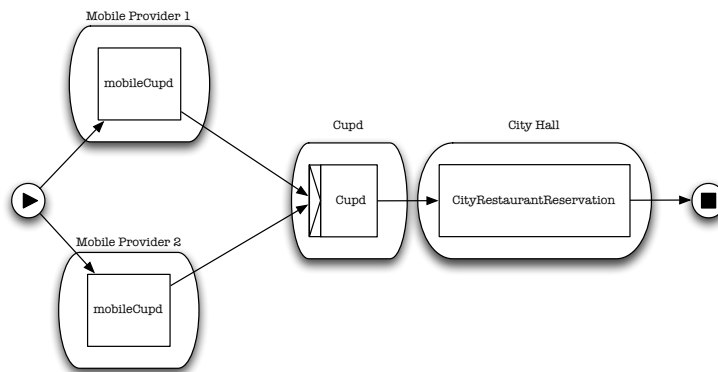 Mobile Provider 1
mobileCupd
Cupd
City Hall
Cupd
CityRestaurantReservation
Mobile Provider 2
mobileCupd